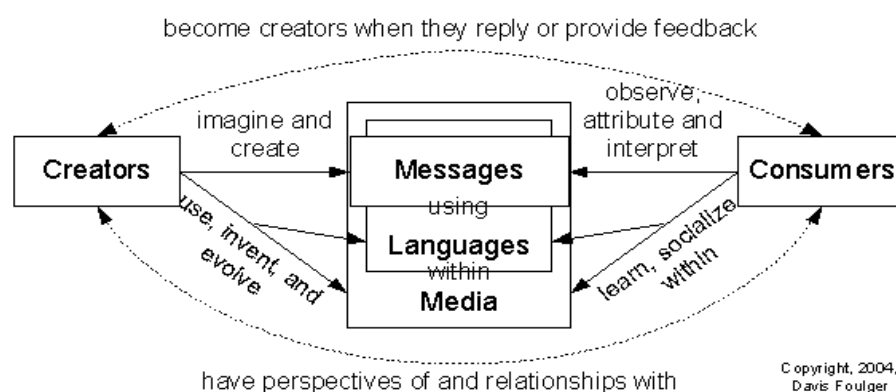 become creators when they reply or provide feedback
imagine and
create
observe,
attribute and
interpret
Creators
Messages
Consumers
using
Languages
within
Media
use, invent, and
evolve
learn, socialize
within
have perspectives of and relationships with
Copyright, 2004,
Davis Foulger